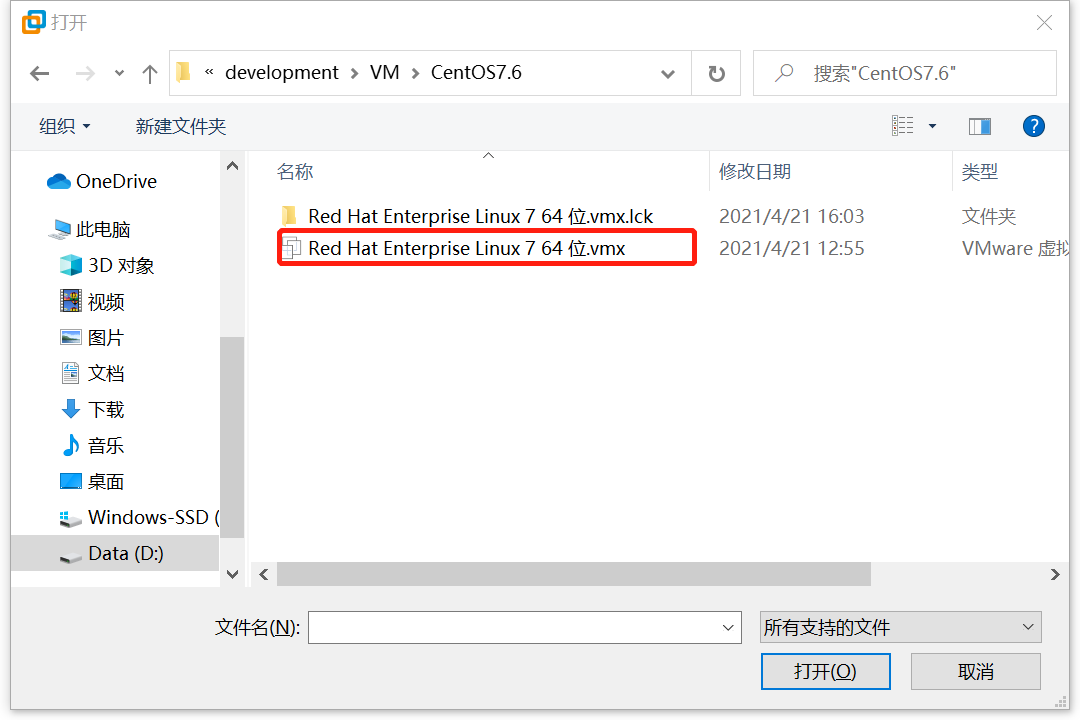 打开
« development > VM > CentOS7.6
搜索"CentOS7.6"
组织
新建文件夹
OneDrive
此电脑
3D 对象
视频
图片
文档
下载
音乐
桌面
Windows-SSD (
Data (D:)
名称 修改日期 类型
Red Hat Enterprise Linux 7 64 位.vmx.lck 2021/4/21 16:03 文件夹
Red Hat Enterprise Linux 7 64 位.vmx 2021/4/21 12:55 VMware 虚拟
文件名(N):
所有支持的文件
打开(O)
取消